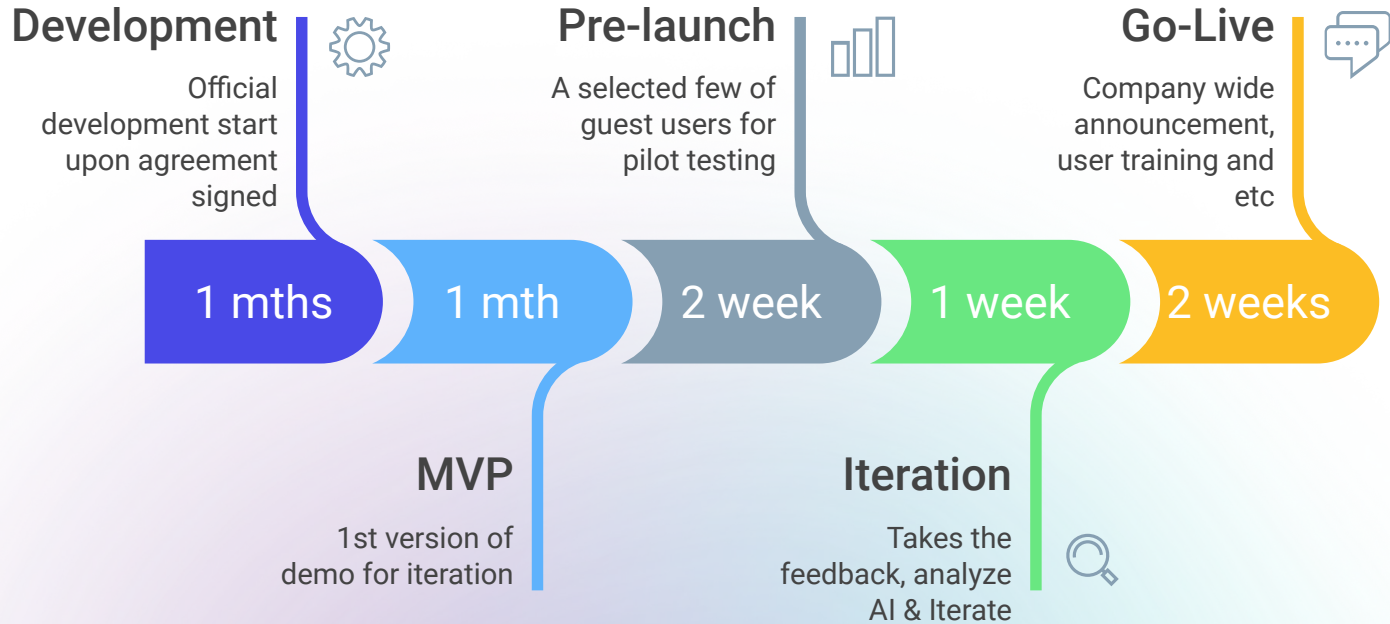 Development
Official
development start
upon agreement
signed
Pre-launch
A selected few of
guest users for
pilot testing
Go-Live
Company wide
announcement,
user training and
etc
1 mths
1 mth
2 week
1 week
2 weeks
MVP
1st version of
demo for iteration
Iteration
Takes the
feedback, analyze
AI & Iterate